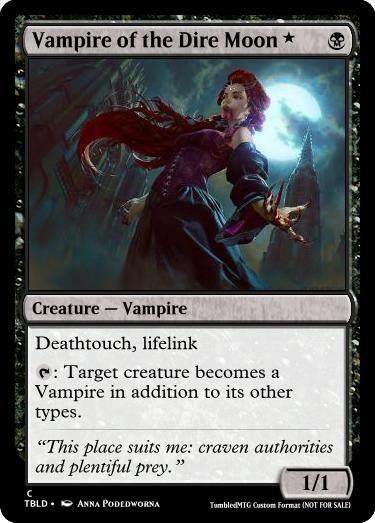 Vampire of the Dire Moon ★
Creature — Vampire
Deathtouch, lifelink
: Target creature becomes a
Vampire in addition to its other
types.
“This place suits me: craven authorities
and plentiful prey.”
1/1
C
TBLD • Anna Podedworna
TumbledMTG Custom Format (NOT FOR SALE)